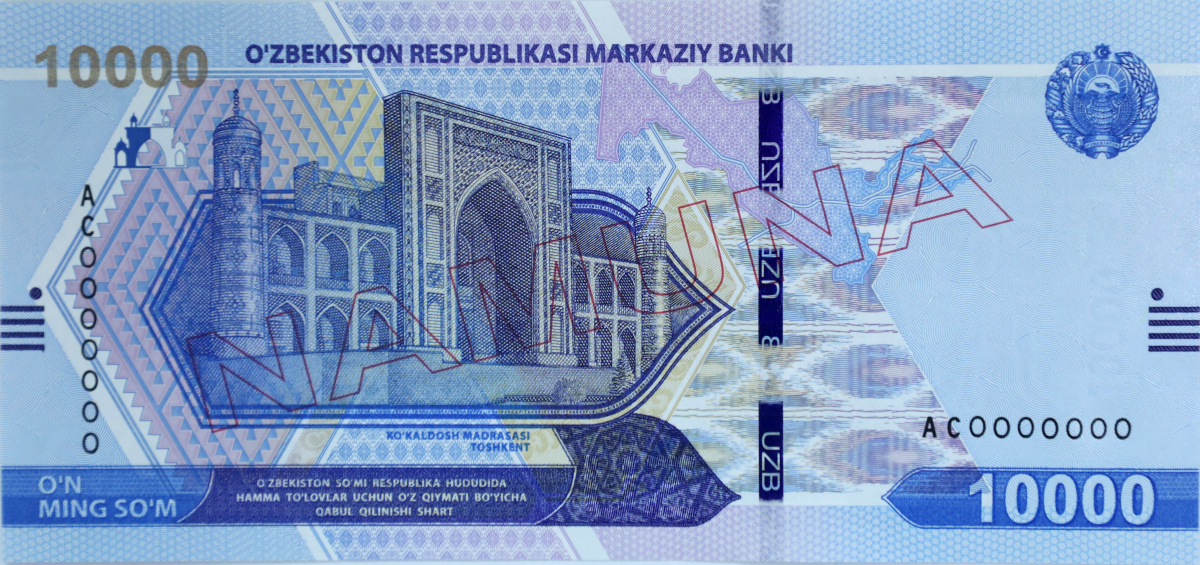 10000
O'ZBEKISTON RESPUBLIKASI MARKAZIY BANKI
AC0000000
NAMUNA
UZB
UZB
UZB
AC0000000
KO'KALDOSH MADRASASI
TOSHKENT
O'N
MING SO'M
O'ZBEKISTON SO'MI RESPUBLIKA HUDUDIDA
HAMMA TO'LOVLAR UCHUN O'Z QIYMATI BO'YICHA
QABUL QILINISHI SHART
10000